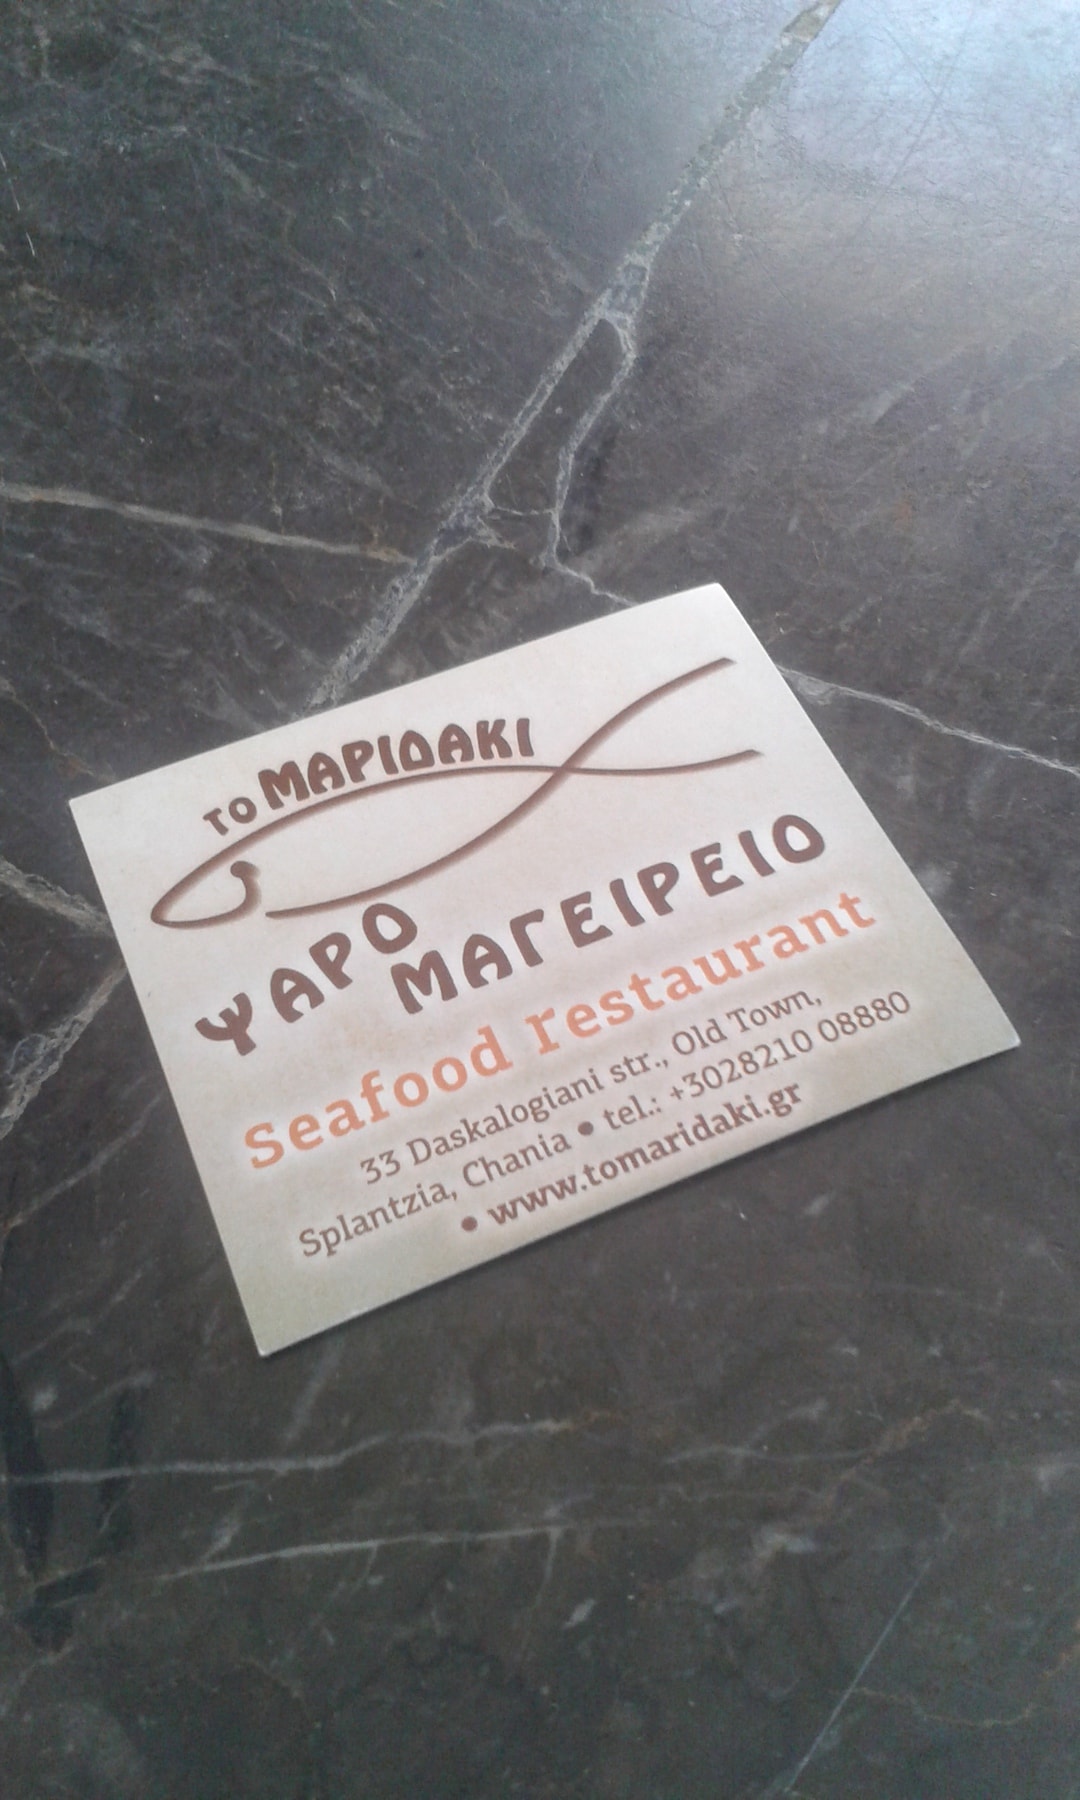 το ΜΑΡΙΔΑΚΙ
ΨΑΡΟ
ΜΑΓΕΙΡΕΙΟ
Seafood restaurant
33 Daskalogiani str., Old Town,
Splantzia, Chania • tel.: +3028210 08880
• www.tomaridaki.gr